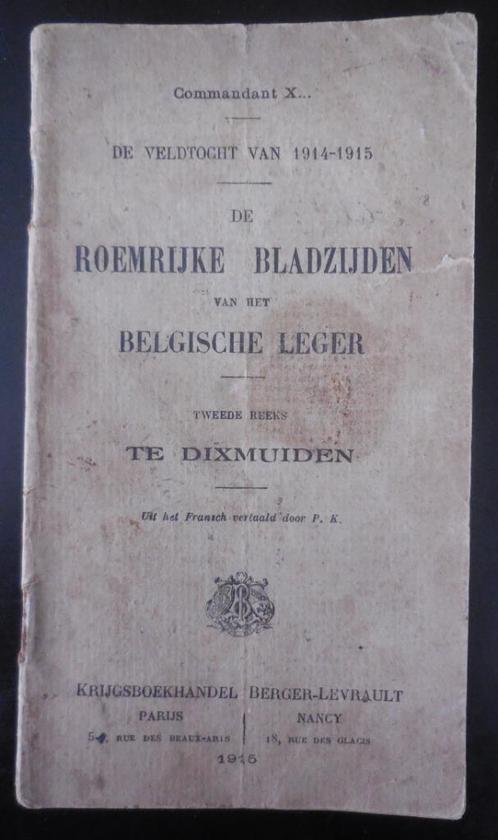 Commandant X...
DE VELDTOCHT VAN 1914-1915
DE
ROEMRIJKE BLADZIJDEN
VAN HET
BELGISCHE LEGER
TWEEDE REEKS
TE DIXMUIDEN
Uit het Fransch vertaald door P. K.
KRIJGSBOEKHANDEL BERGER-LEVRAULT
PARIJS
RUE DES BEAUX-ARTS
NANCY
18, RUE DES GLACIS
1915